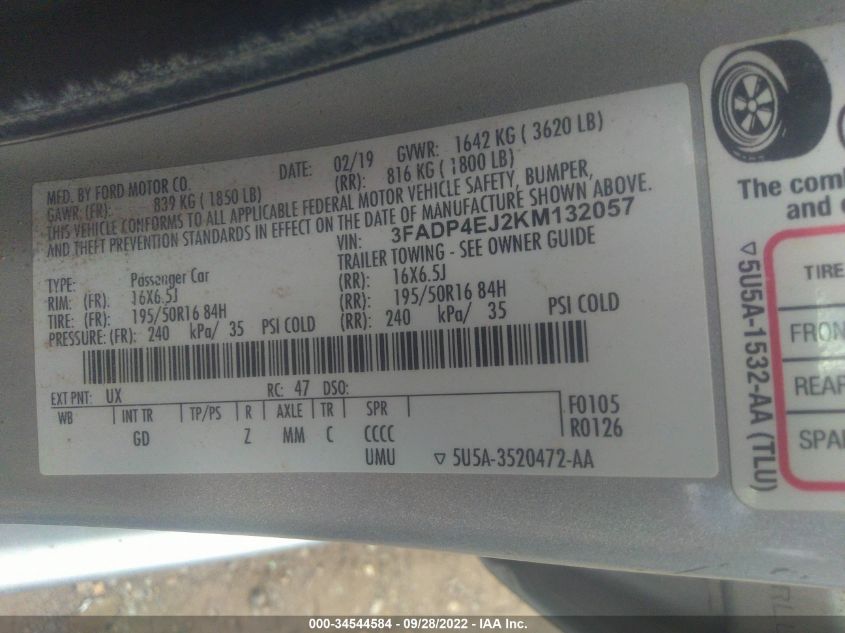 MFD. BY FORD MOTOR CO. DATE: 02/19 GVWR: 1642 KG ( 3620 LB)
GAWR: (FR): 839 KG ( 1850 LB) (RR): 816 KG ( 1800 LB)
THIS VEHICLE CONFORMS TO ALL APPLICABLE FEDERAL MOTOR VEHICLE SAFETY, BUMPER,
AND THEFT PREVENTION STANDARDS IN EFFECT ON THE DATE OF MANUFACTURE SHOWN ABOVE.
VIN: 3FADP4EJ2KM132057
TRAILER TOWING - SEE OWNER GUIDE
TYPE: Passenger Car
RIM: (FR): 16X6.5J (RR): 16X6.5J
TIRE: (FR): 195/50R16 84H (RR): 195/50R16 84H
PRESSURE: (FR): 240 kPa/ 35 PSI COLD (RR): 240 kPa/ 35 PSI COLD
EXT PNT: UX RC: 47 DSO:
WB INT TR TP/PS R AXLE TR SPR
GD Z MM C CCCC
UMU
F0105
R0126
▽ 5U5A-3520472-AA
The comb
and c
▽ 5U5A-1532-AA (TLU)
TIRE
FRON
REAR
SPAR
000-34544584 - 09/28/2022 - IAA Inc.